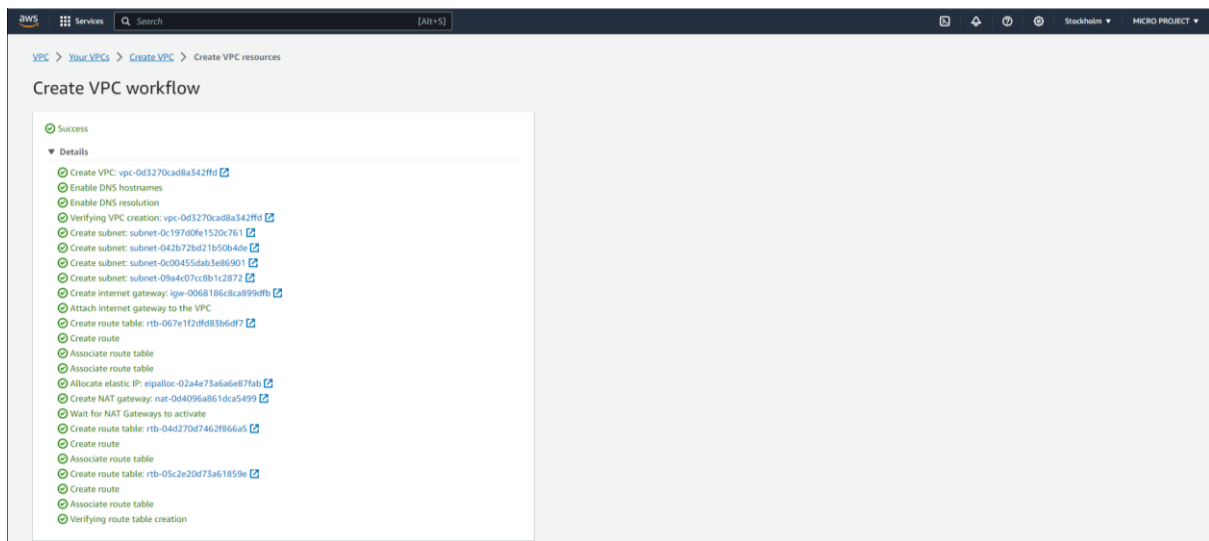 aws Services Search [Alt+S] Stockholm MICRO PROJECT
VPC > Your VPCs > Create VPC > Create VPC resources
Create VPC workflow
Success
Details
Create VPC: vpc-0d3270cad8a342ffd
Enable DNS hostnames
Enable DNS resolution
Verifying VPC creation: vpc-0d3270cad8a342ffd
Create subnet: subnet-0c197d0fe1520c761
Create subnet: subnet-042b72bd21b50b4de
Create subnet: subnet-0c00455dab3e86901
Create subnet: subnet-09a4c07cc8b1c2872
Create internet gateway: igw-0068186c8ca899dfb
Attach internet gateway to the VPC
Create route table: rtb-067e1f2dfd83b6df7
Create route
Associate route table
Associate route table
Allocate elastic IP: eipalloc-02a4e73a6a6e87fab
Create NAT gateway: nat-0d4096a861dca5499
Wait for NAT Gateways to activate
Create route table: rtb-04d270d7462f866a5
Create route
Associate route table
Create route table: rtb-05c2e20d73a61859e
Create route
Associate route table
Verifying route table creation